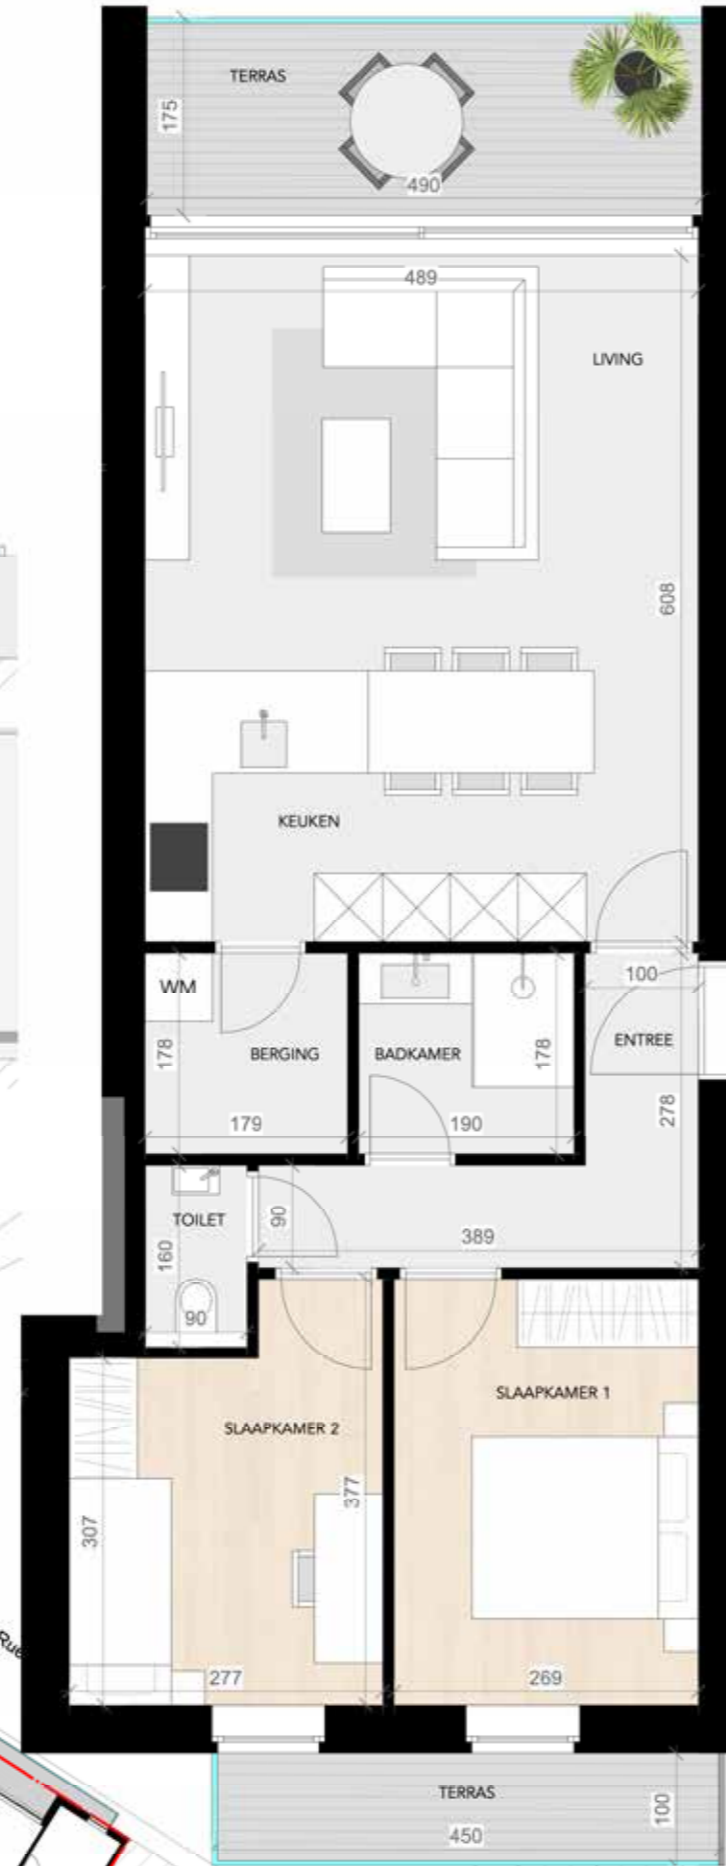 TERRAS
175
490
489
LIVING
608
KEUKEN
WM
100
178
BERGING
BADKAMER
178
ENTREE
179
190
278
TOILET
90
160
389
90
SLAAPKAMER 1
SLAAPKAMER 2
377
307
Rue
277
269
TERRAS
100
450